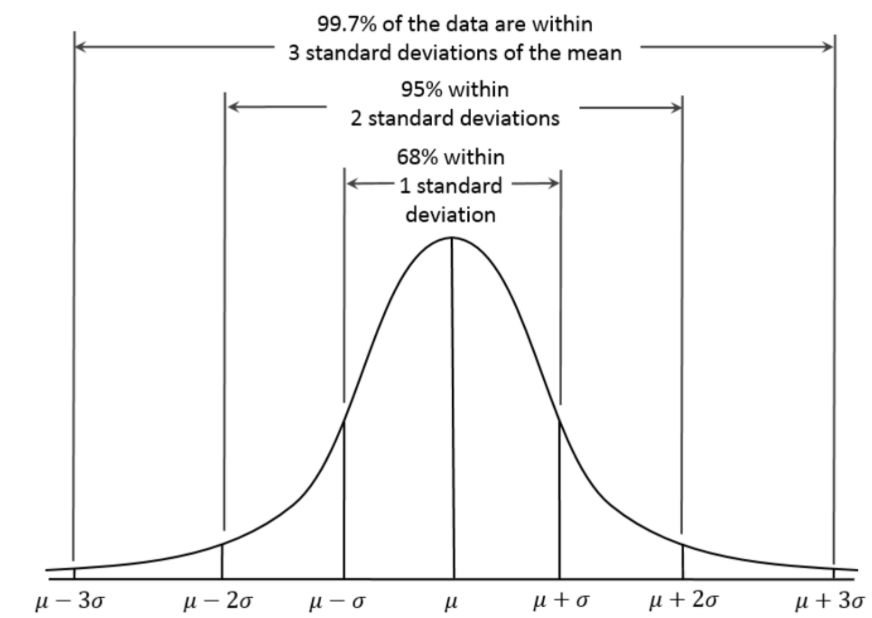 99.7% of the data are within
3 standard deviations of the mean
95% within
2 standard deviations
68% within
1 standard
deviation
μ − 3σ
μ − 2σ
μ − σ
μ
μ + σ
μ + 2σ
μ + 3σ